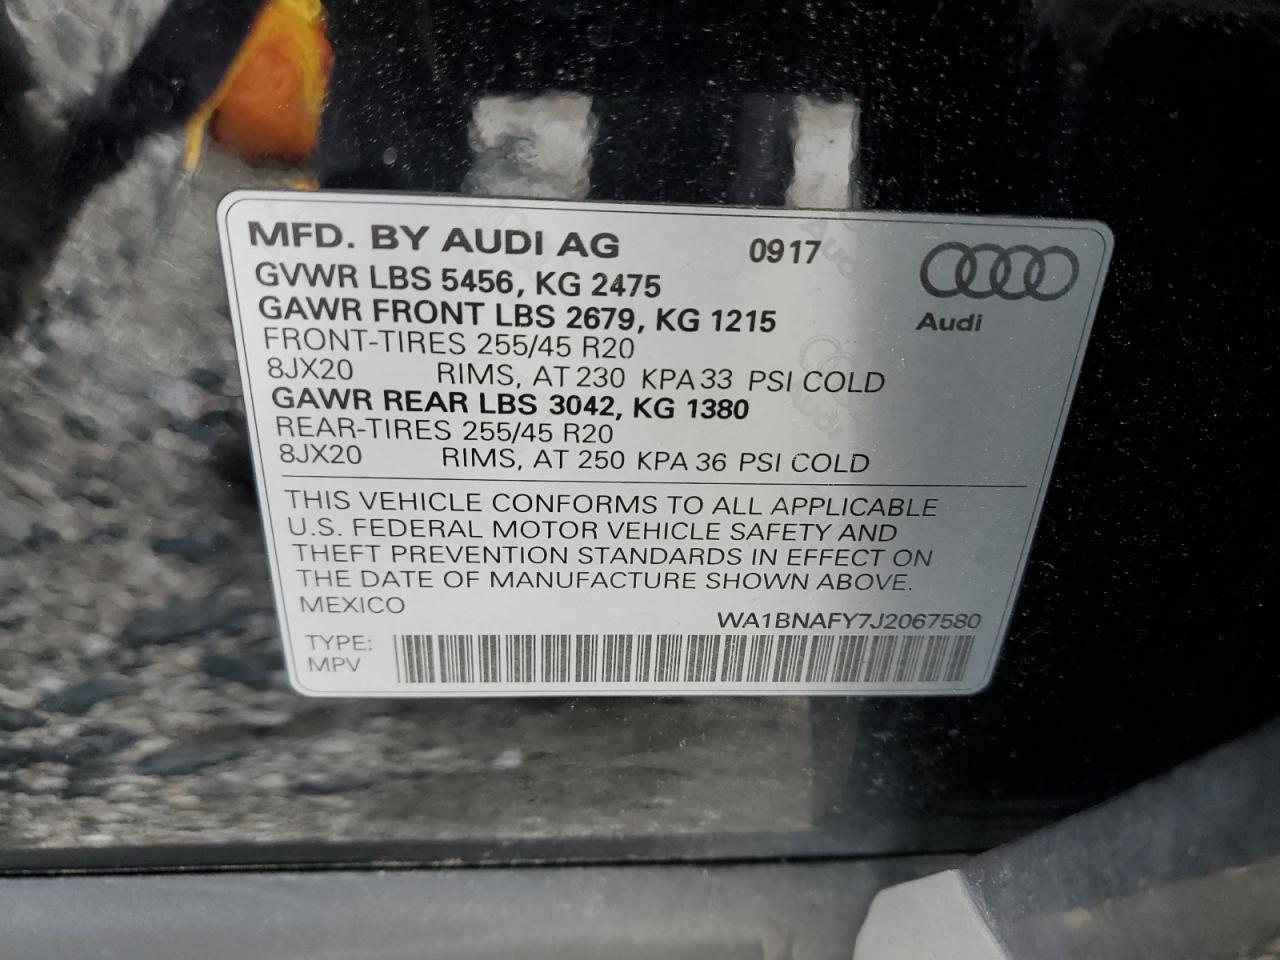 MFD. BY AUDI AG 0917
GVWR LBS 5456, KG 2475
GAWR FRONT LBS 2679, KG 1215
Audi
FRONT-TIRES 255/45 R20
8JX20 RIMS, AT 230 KPA 33 PSI COLD
GAWR REAR LBS 3042, KG 1380
REAR-TIRES 255/45 R20
8JX20 RIMS, AT 250 KPA 36 PSI COLD
THIS VEHICLE CONFORMS TO ALL APPLICABLE
U.S. FEDERAL MOTOR VEHICLE SAFETY AND
THEFT PREVENTION STANDARDS IN EFFECT ON
THE DATE OF MANUFACTURE SHOWN ABOVE.
MEXICO WA1BNAFY7J2067580
TYPE:
MPV